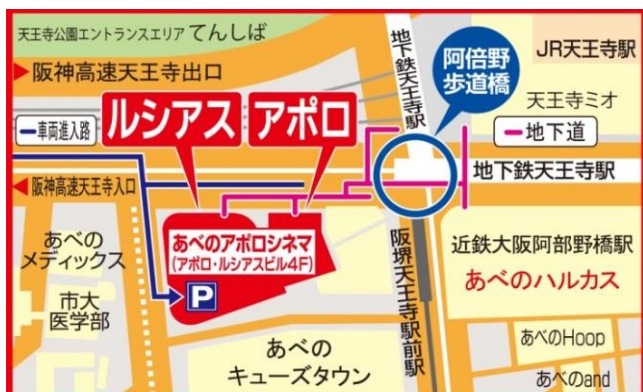 天王寺公園エントランスエリア てんしば
阪神高速天王寺出口
車両進入路
ルシアス
アポロ
地下鉄天王寺駅
阿倍野
歩道橋
JR天王寺駅
天王寺ミオ
地下道
地下鉄天王寺駅
阪神高速天王寺入口
あべの
メディックス
市大
医学部
あべのアポロシネマ
(アポロ・ルシアスビル4F)
P
あべの
キューズタウン
阪堺天王寺駅前駅
近鉄大阪阿部野橋駅
あべのハルカス
あべのHoop
あべのand